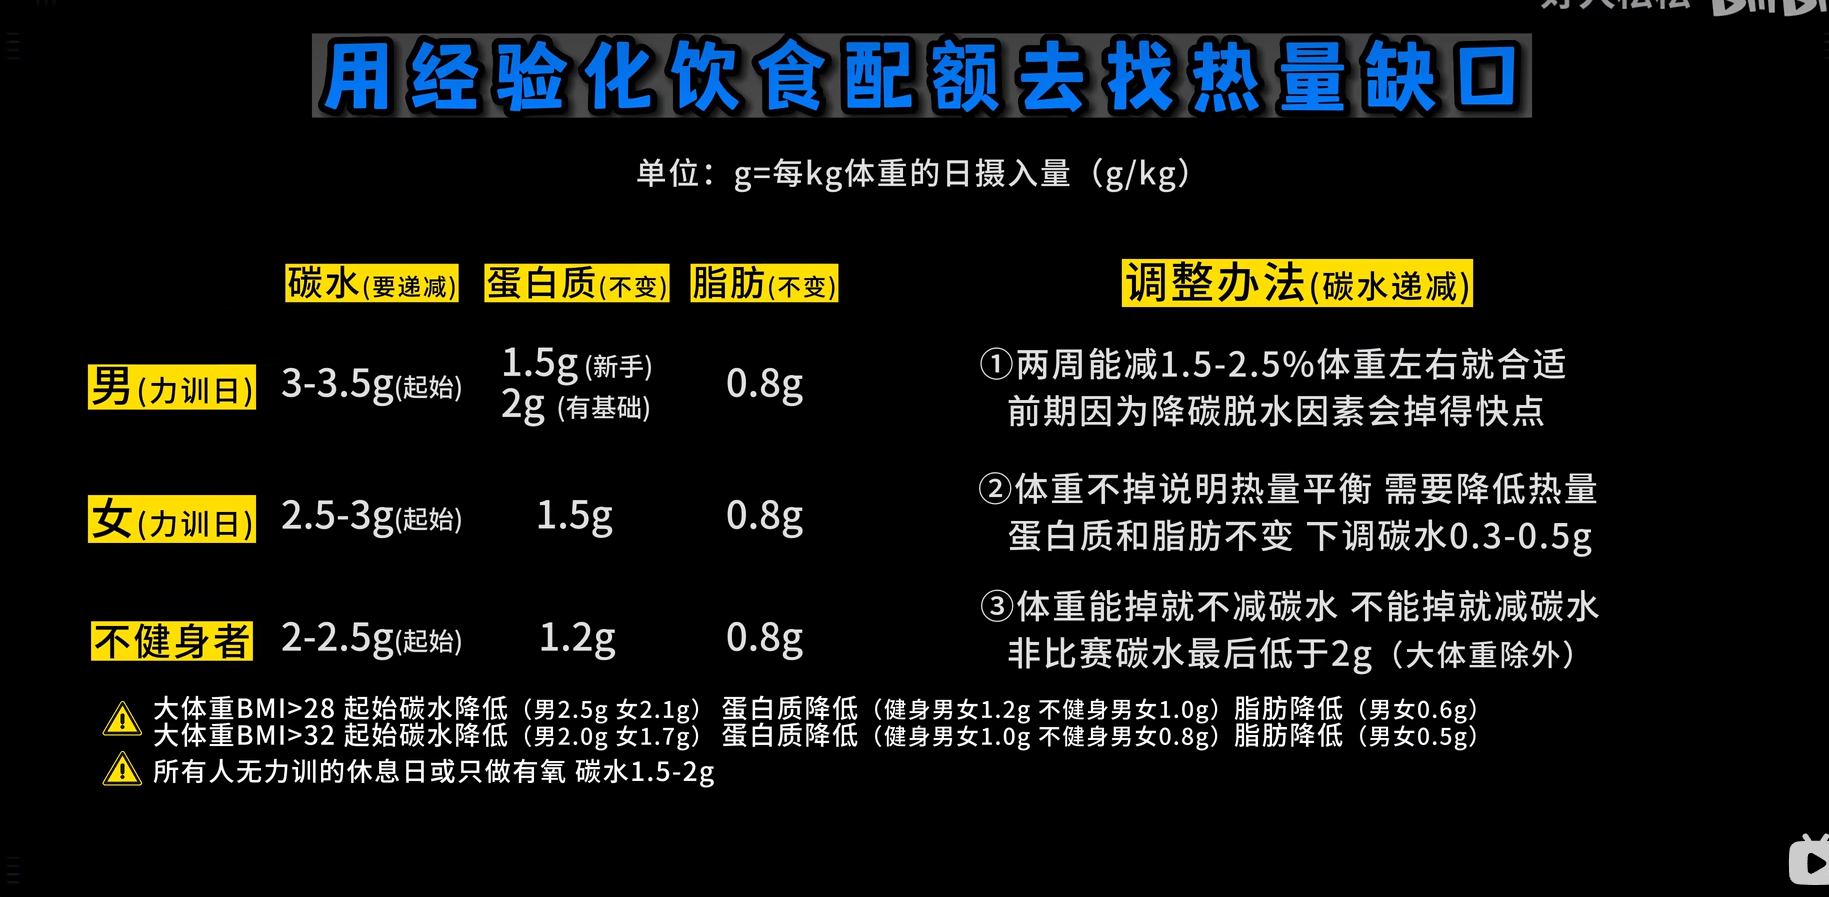 用经验化饮食配额去找热量缺口
单位：g=每kg体重的日摄入量（g/kg）
碳水(要递减) 蛋白质(不变) 脂肪(不变)
男(力训日) 3-3.5g(起始) 1.5g(新手) 2g (有基础) 0.8g
女(力训日) 2.5-3g(起始) 1.5g 0.8g
不健身者 2-2.5g(起始) 1.2g 0.8g
调整办法(碳水递减)
①两周能减1.5-2.5%体重左右就合适
前期因为降碳脱水因素会掉得快点
②体重不掉说明热量平衡 需要降低热量
蛋白质和脂肪不变 下调碳水0.3-0.5g
③体重能掉就不减碳水 不能掉就减碳水
非比赛碳水最后低于2g（大体重除外）
大体重BMI>28 起始碳水降低（男2.5g 女2.1g） 蛋白质降低（健身男女1.2g 不健身男女1.0g）脂肪降低（男女0.6g）
大体重BMI>32 起始碳水降低（男2.0g 女1.7g） 蛋白质降低（健身男女1.0g 不健身男女0.8g）脂肪降低（男女0.5g）
所有人无力训的休息日或只做有氧 碳水1.5-2g